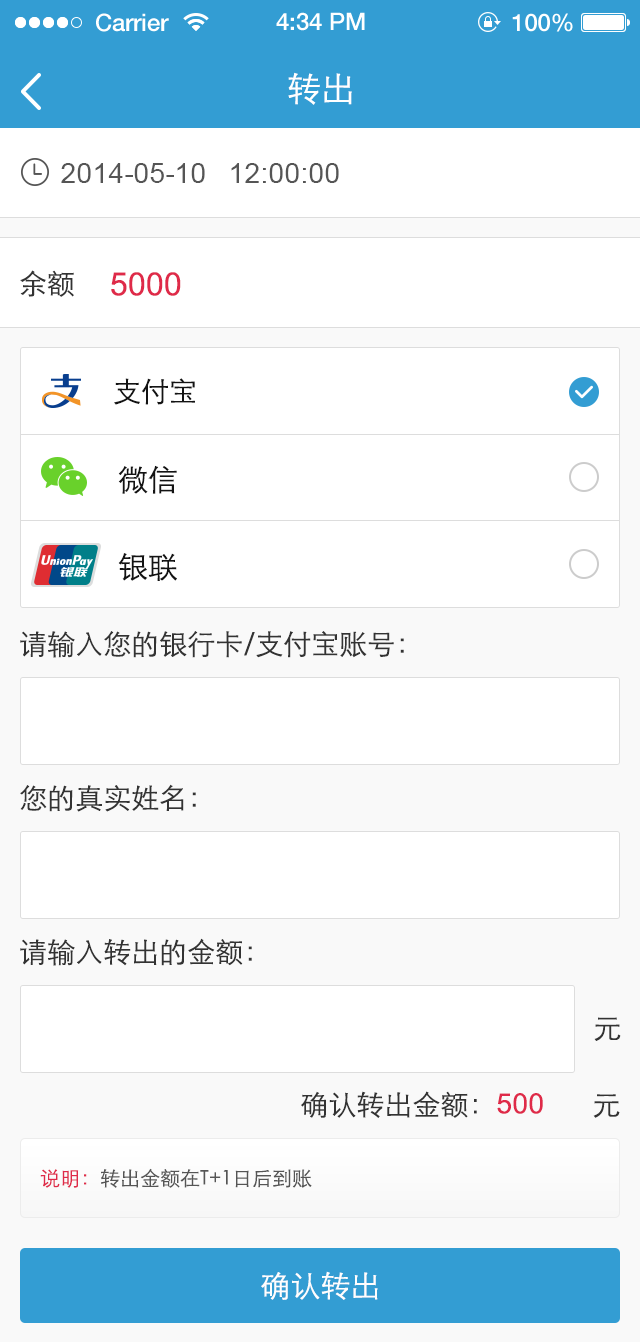 Carrier 4:34 PM 100%
转出
2014-05-10 12:00:00
余额 5000
支 支付宝
微信
UnionPay
银联 银联
请输入您的银行卡/支付宝账号：
您的真实姓名：
请输入转出的金额：
元
确认转出金额：500 元
说明：转出金额在T+1日后到账
确认转出